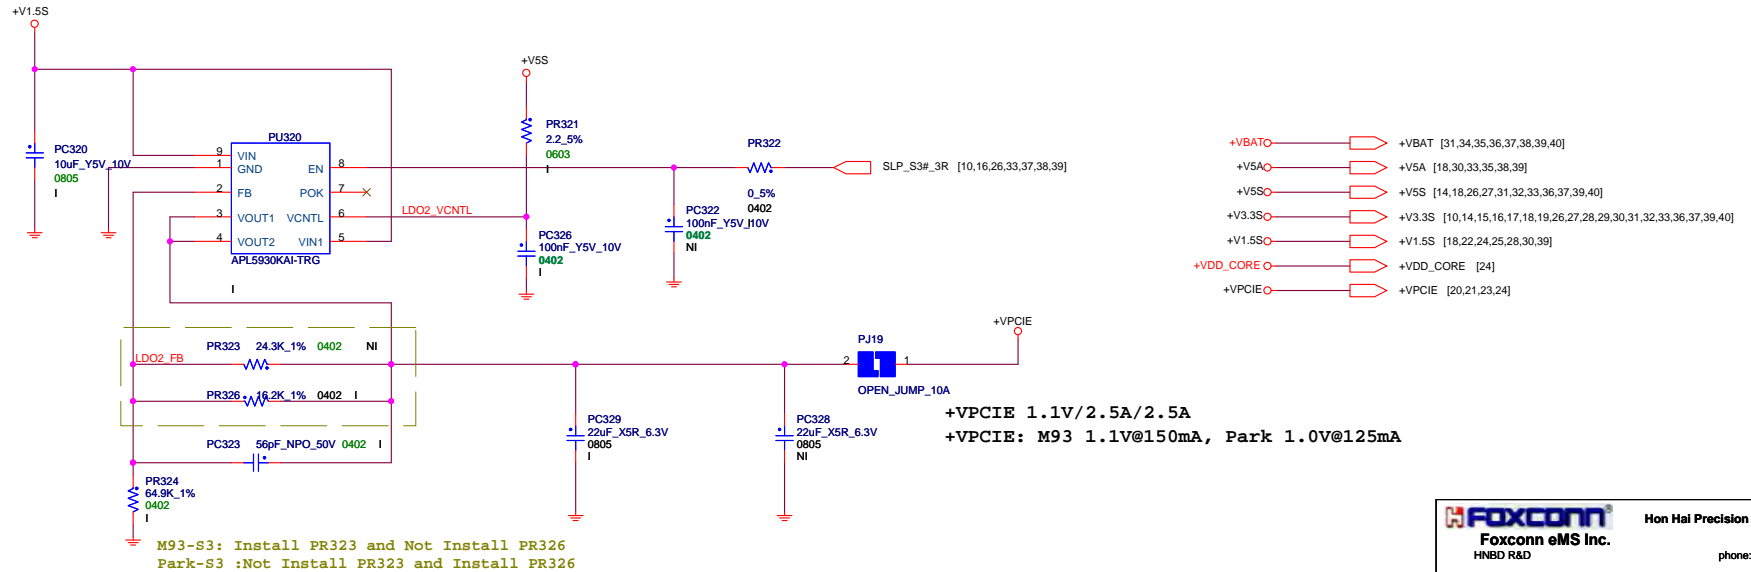 +V1.5S
+V5S
PC320
10uF_Y5V_10V
0805
I
PU320
9 VIN
1 GND
2 FB
3 VOUT1
4 VOUT2
EN 8
POK 7
VCNTL 6
VIN1 5
APL5930KAI-TRG
I
LDO2_VCNTL
PR321
2.2_5%
0603
I
PC326
100nF_Y5V_10V
0402
I
PR322
0_5%
0402
PC322
100nF_Y5V_10V
0402
NI
I
SLP_S3#_3R [10,16,26,33,37,38,39]
+VBAT +VBAT [31,34,35,36,37,38,39,40]
+V5A +V5A [18,30,33,35,38,39]
+V5S +V5S [14,18,26,27,31,32,33,36,37,39,40]
+V3.3S +V3.3S [10,14,15,16,17,18,19,26,27,28,29,30,31,32,33,36,37,39,40]
+V1.5S +V1.5S [18,22,24,25,28,30,39]
+VDD_CORE +VDD_CORE [24]
+VPCIE +VPCIE [20,21,23,24]
PR323 24.3K_1% 0402 NI
LDO2_FB
PR326 16.2K_1% 0402 I
PC323 56pF_NPO_50V 0402 I
PR324
64.9K_1%
0402
I
PC329
22uF_X5R_6.3V
0805
I
PC328
22uF_X5R_6.3V
0805
NI
PJ19
2 1
OPEN_JUMP_10A
+VPCIE
+VPCIE 1.1V/2.5A/2.5A
+VPCIE: M93 1.1V@150mA, Park 1.0V@125mA
M93-S3: Install PR323 and Not Install PR326
Park-S3 :Not Install PR323 and Install PR326
FOXCONN Hon Hai Precision
Foxconn eMS Inc.
HNBD R&D phone: